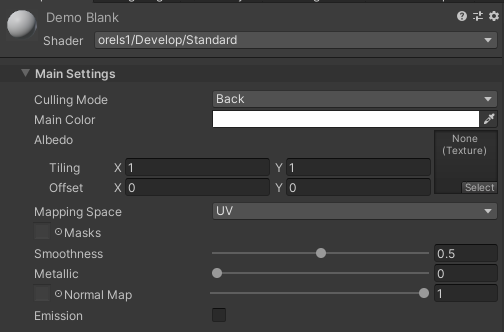 Demo Blank
Shader orels1/Develop/Standard
Main Settings
Culling Mode Back
Main Color
Albedo None
(Texture)
Tiling X 1 Y 1
Offset X 0 Y 0
Select
Mapping Space UV
Masks
Smoothness 0.5
Metallic 0
Normal Map 1
Emission